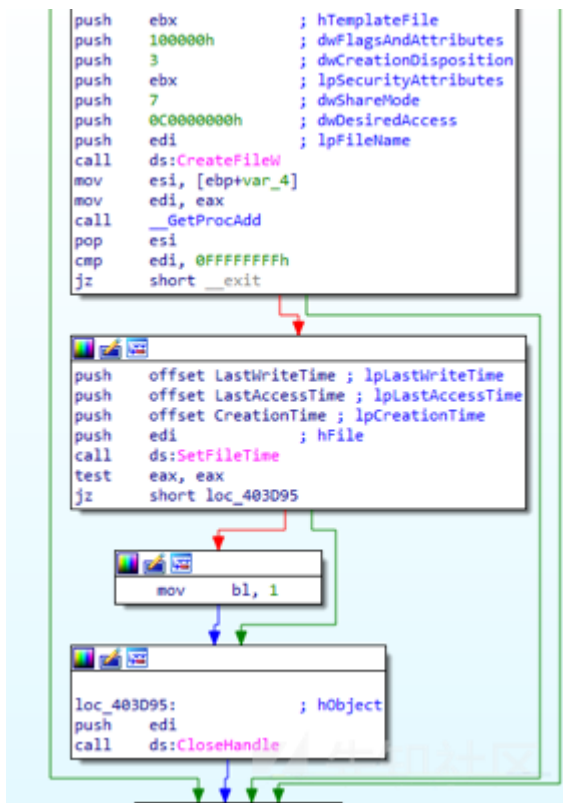 push ebx ; hTemplateFile
push 100000h ; dwFlagsAndAttributes
push 3 ; dwCreationDisposition
push ebx ; lpSecurityAttributes
push 7 ; dwShareMode
push 0C0000000h ; dwDesiredAccess
push edi ; lpFileName
call ds:CreateFileW
mov esi, [ebp+var_4]
mov edi, eax
call __GetProcAdd
pop esi
cmp edi, 0FFFFFFFFh
jz short __exit
push offset LastWriteTime ; lpLastWriteTime
push offset LastAccessTime ; lpLastAccessTime
push offset CreationTime ; lpCreationTime
push edi ; hFile
call ds:SetFileTime
test eax, eax
jz short loc_403D95
mov bl, 1
loc_403D95: ; hObject
push edi
call ds:CloseHandle